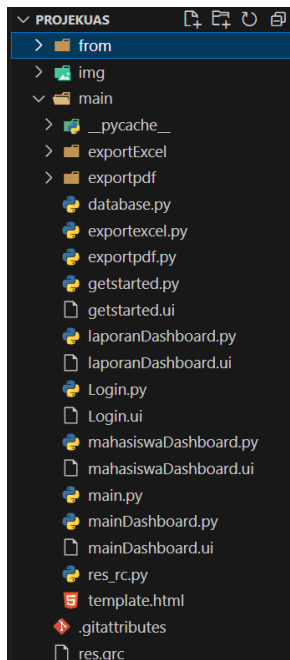 PROJEKUAS
from
img
main
__pycache__
exportExcel
exportpdf
database.py
exportexcel.py
exportpdf.py
getstarted.py
getstarted.ui
laporanDashboard.py
laporanDashboard.ui
Login.py
Login.ui
mahasiswaDashboard.py
mahasiswaDashboard.ui
main.py
mainDashboard.py
mainDashboard.ui
res_rc.py
template.html
.gitattributes
res.qrc